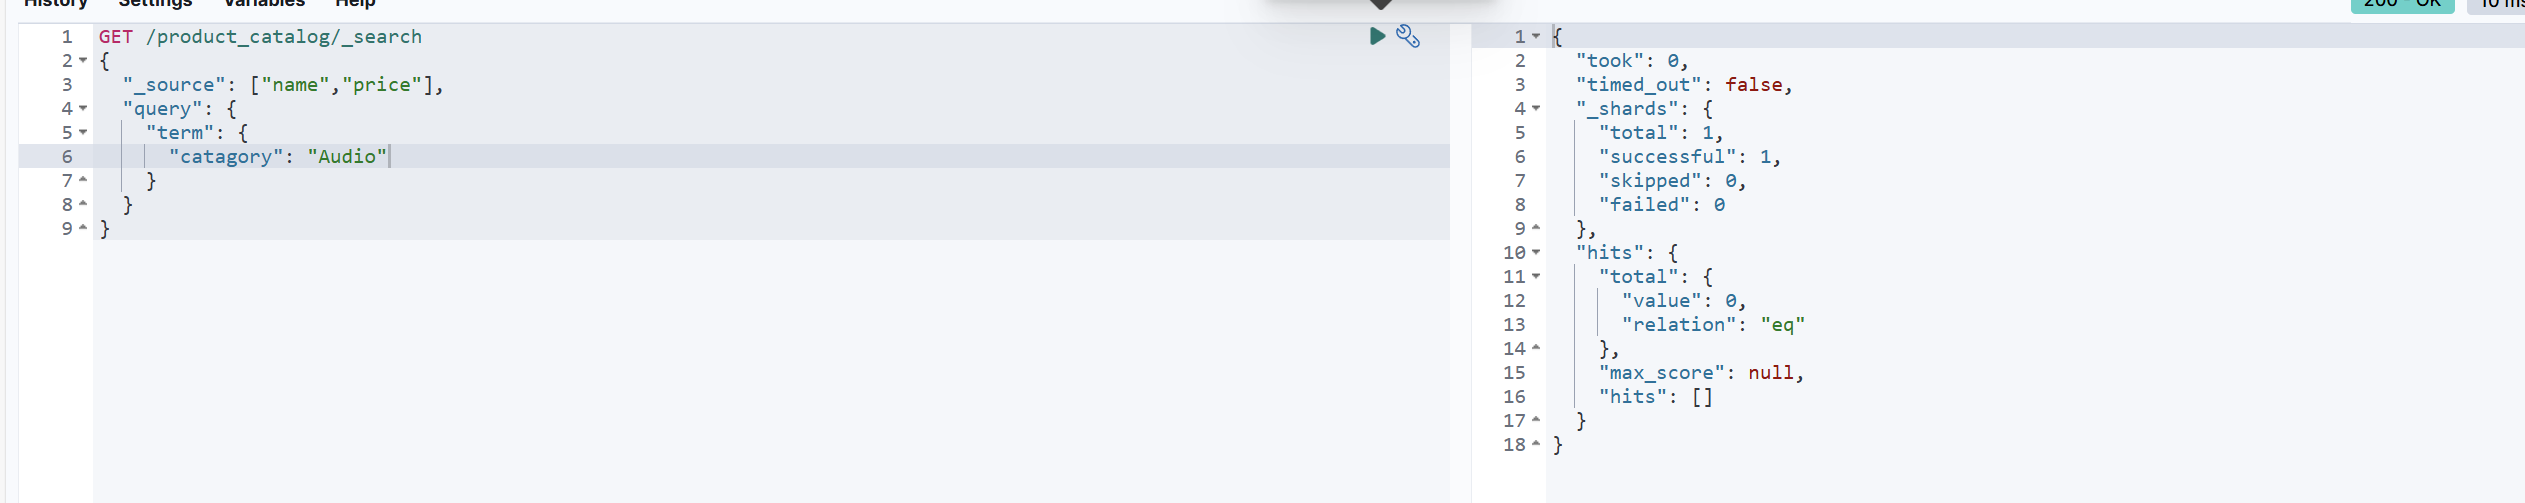 History Settings Variables Help
200 - OK 10 ms
1 GET /product_catalog/_search
2 {
3 "_source": ["name","price"],
4 "query": {
5 "term": {
6 "catagory": "Audio"
7 }
8 }
9 }
1 {
2 "took": 0,
3 "timed_out": false,
4 "_shards": {
5 "total": 1,
6 "successful": 1,
7 "skipped": 0,
8 "failed": 0
9 },
10 "hits": {
11 "total": {
12 "value": 0,
13 "relation": "eq"
14 },
15 "max_score": null,
16 "hits": []
17 }
18 }